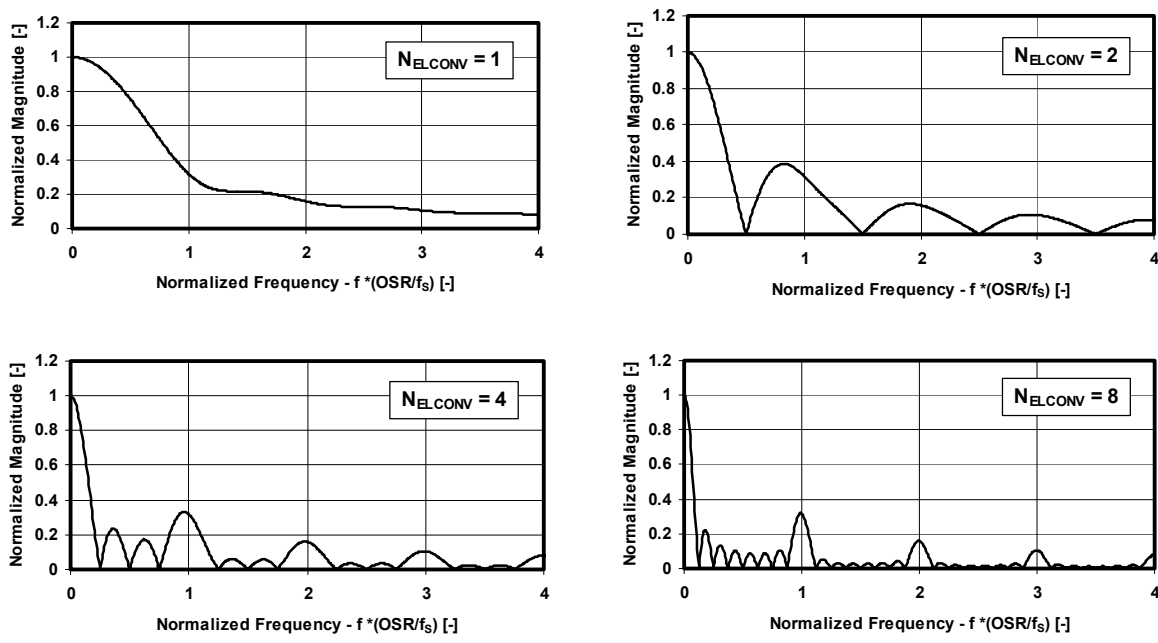 Normalized Magnitude [-]
1.2
1
0.8
0.6
0.4
0.2
0
N_ELCONV = 1
0 1 2 3 4
Normalized Frequency - f *(OSR/f_S) [-]
Normalized Magnitude [-]
1.2
1
0.8
0.6
0.4
0.2
0
N_ELCONV = 2
0 1 2 3 4
Normalized Frequency - f *(OSR/f_S) [-]
Normalized Magnitude [-]
1.2
1
0.8
0.6
0.4
0.2
0
N_ELCONV = 4
0 1 2 3 4
Normalized Frequency - f *(OSR/f_S) [-]
Normalized Magnitude [-]
1.2
1
0.8
0.6
0.4
0.2
0
N_ELCONV = 8
0 1 2 3 4
Normalized Frequency - f *(OSR/f_S) [-]